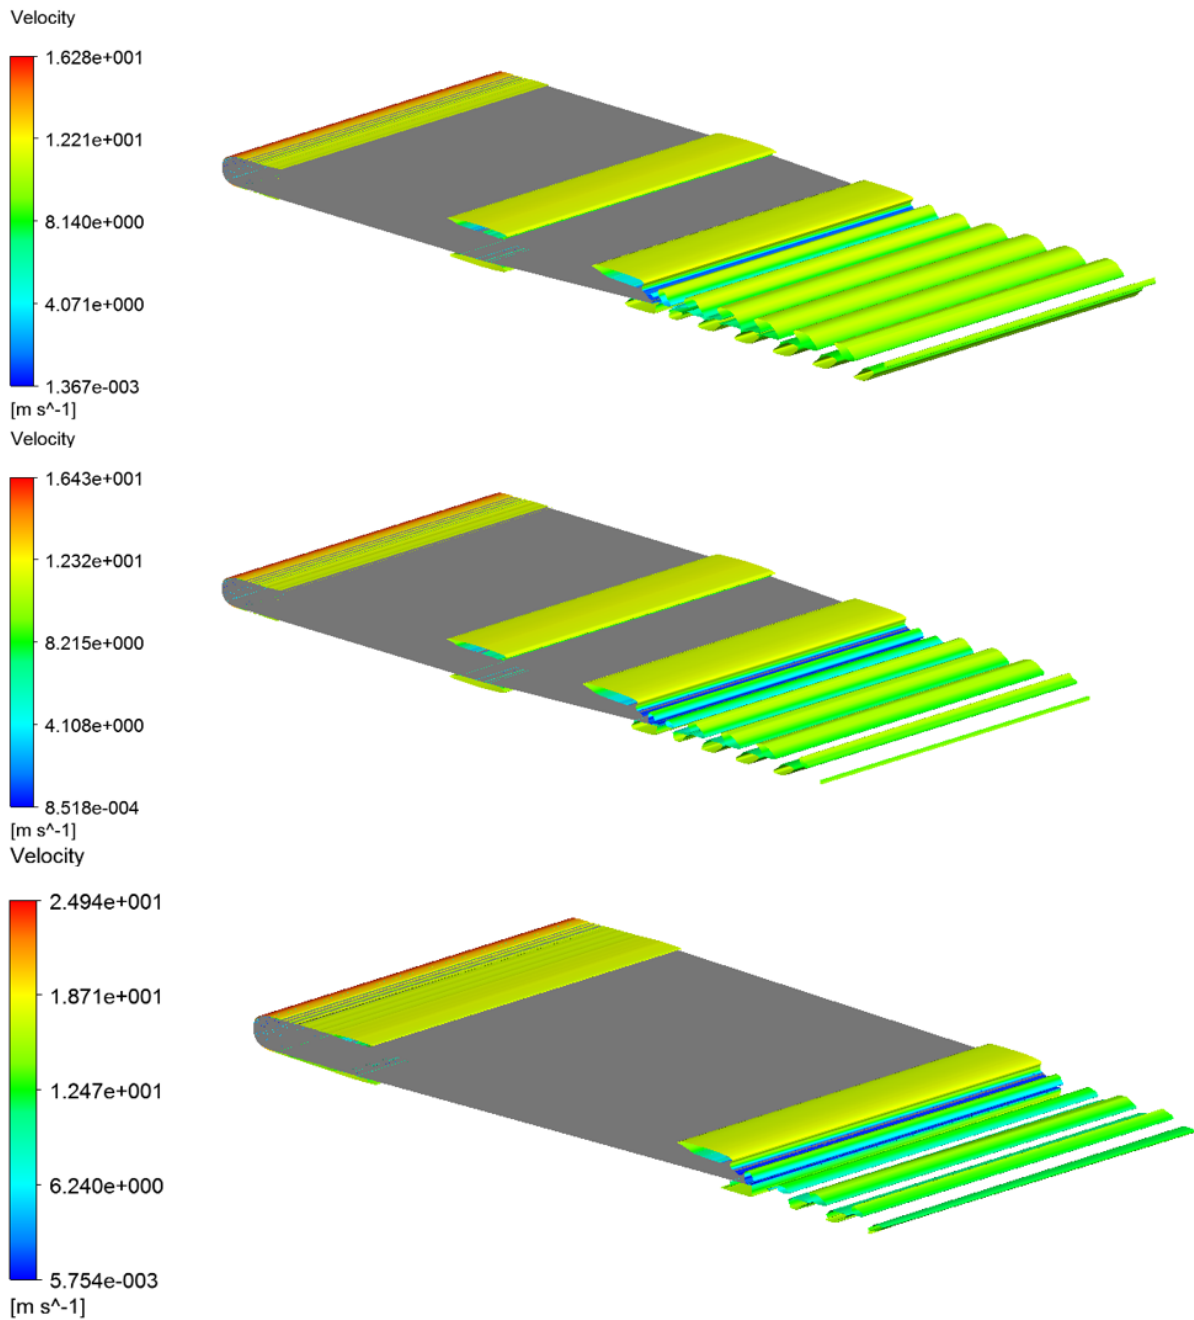 Velocity
1.628e+001
1.221e+001
8.140e+000
4.071e+000
1.367e-003
[m s^-1]
Velocity
1.643e+001
1.232e+001
8.215e+000
4.108e+000
8.518e-004
[m s^-1]
Velocity
2.494e+001
1.871e+001
1.247e+001
6.240e+000
5.754e-003
[m s^-1]